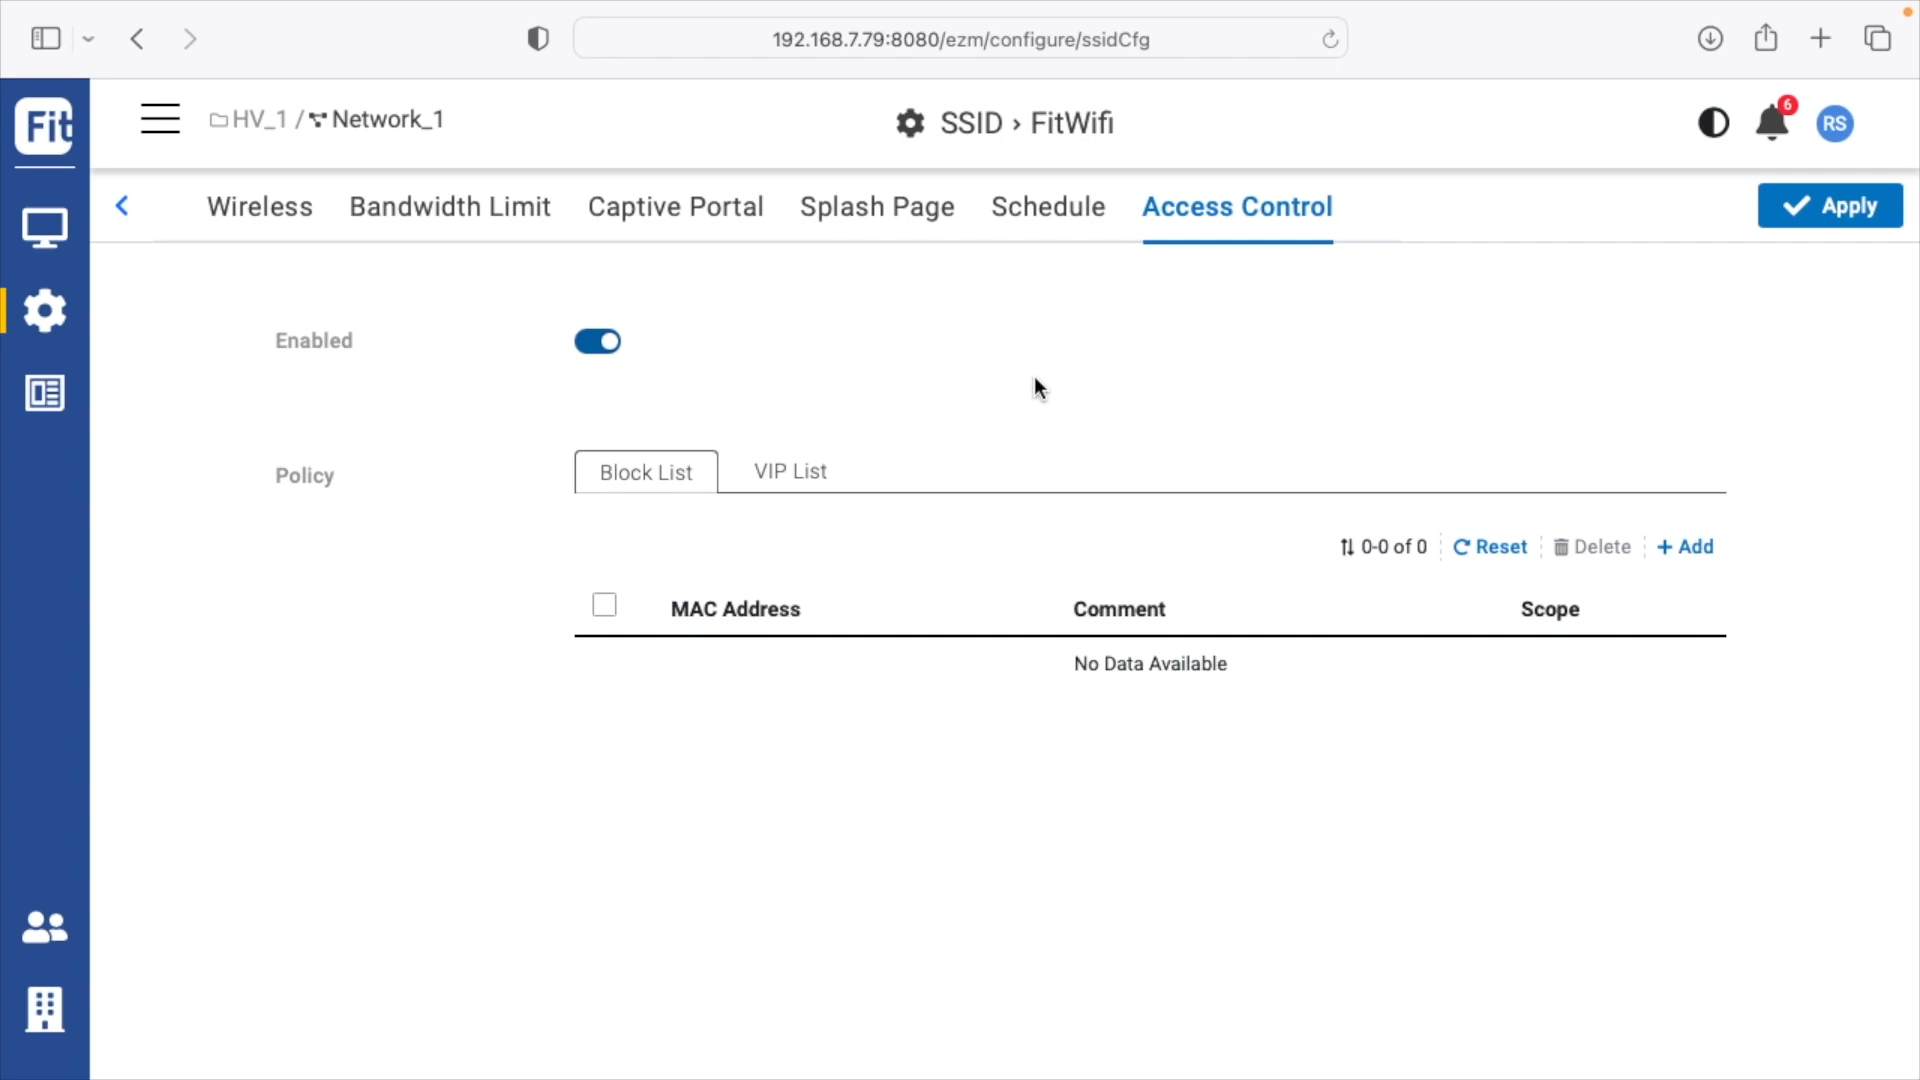 192.168.7.79:8080/ezm/configure/ssidCfg
Fit
HV_1 / Network_1
SSID › FitWifi
6
RS
Wireless
Bandwidth Limit
Captive Portal
Splash Page
Schedule
Access Control
Apply
Enabled
Policy
Block List
VIP List
0-0 of 0
Reset
Delete
+ Add
MAC Address
Comment
Scope
No Data Available